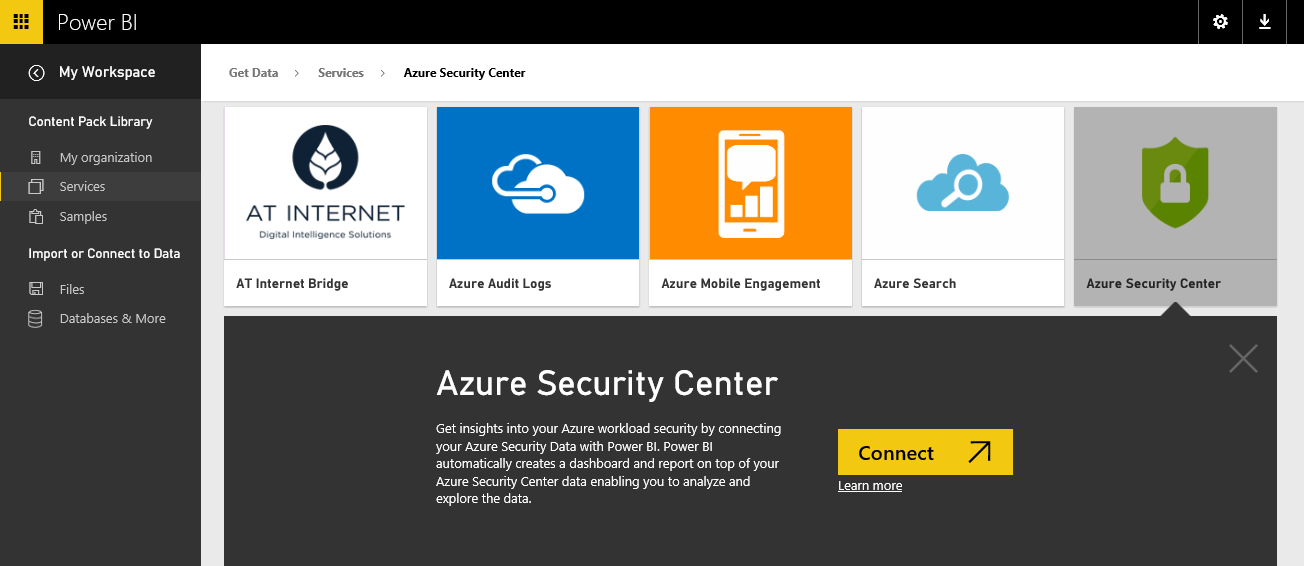 Power BI
My Workspace
Get Data > Services > Azure Security Center
Content Pack Library
My organization
Services
Samples
Import or Connect to Data
Files
Databases & More
AT INTERNET
Digital Intelligence Solutions
AT Internet Bridge
Azure Audit Logs
Azure Mobile Engagement
Azure Search
Azure Security Center
Azure Security Center
Get insights into your Azure workload security by connecting
your Azure Security Data with Power BI. Power BI
automatically creates a dashboard and report on top of your
Azure Security Center data enabling you to analyze and
explore the data.
Connect
Learn more